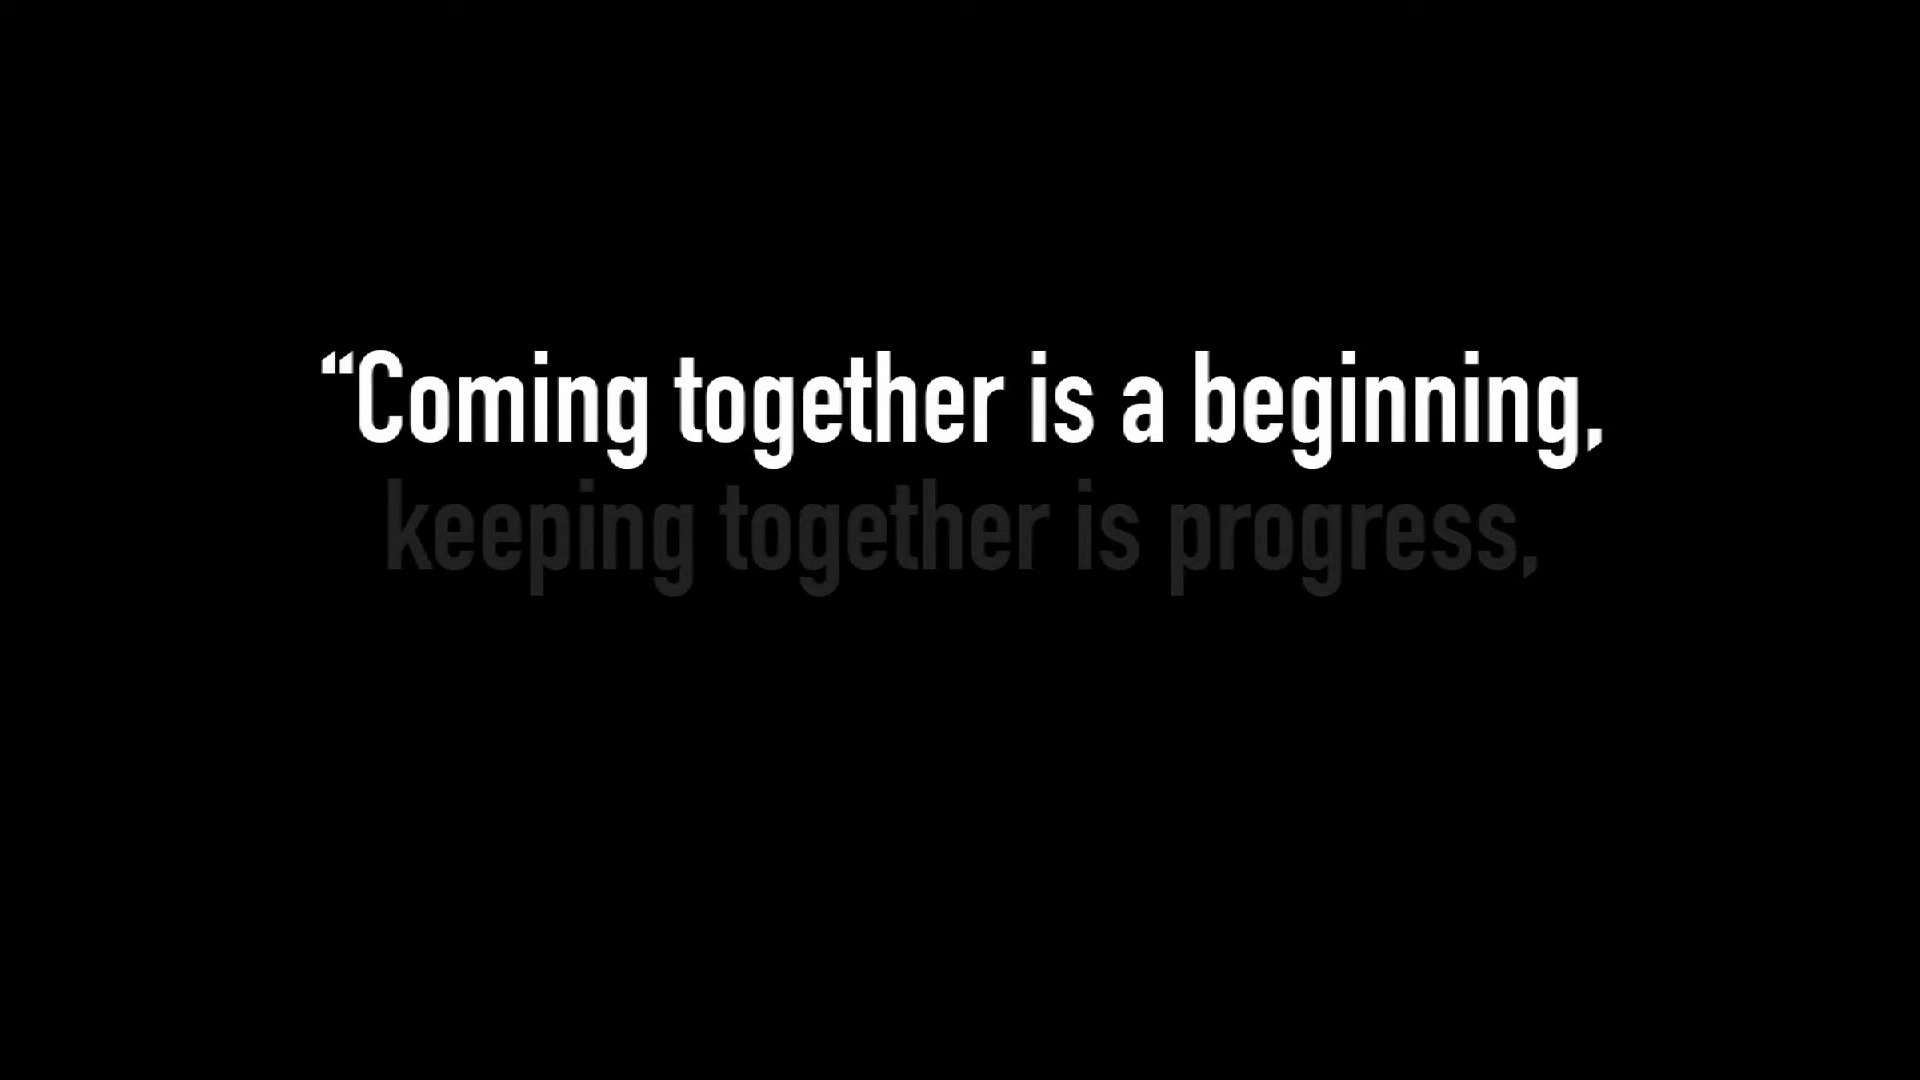 “Coming together is a beginning,
keeping together is progress,